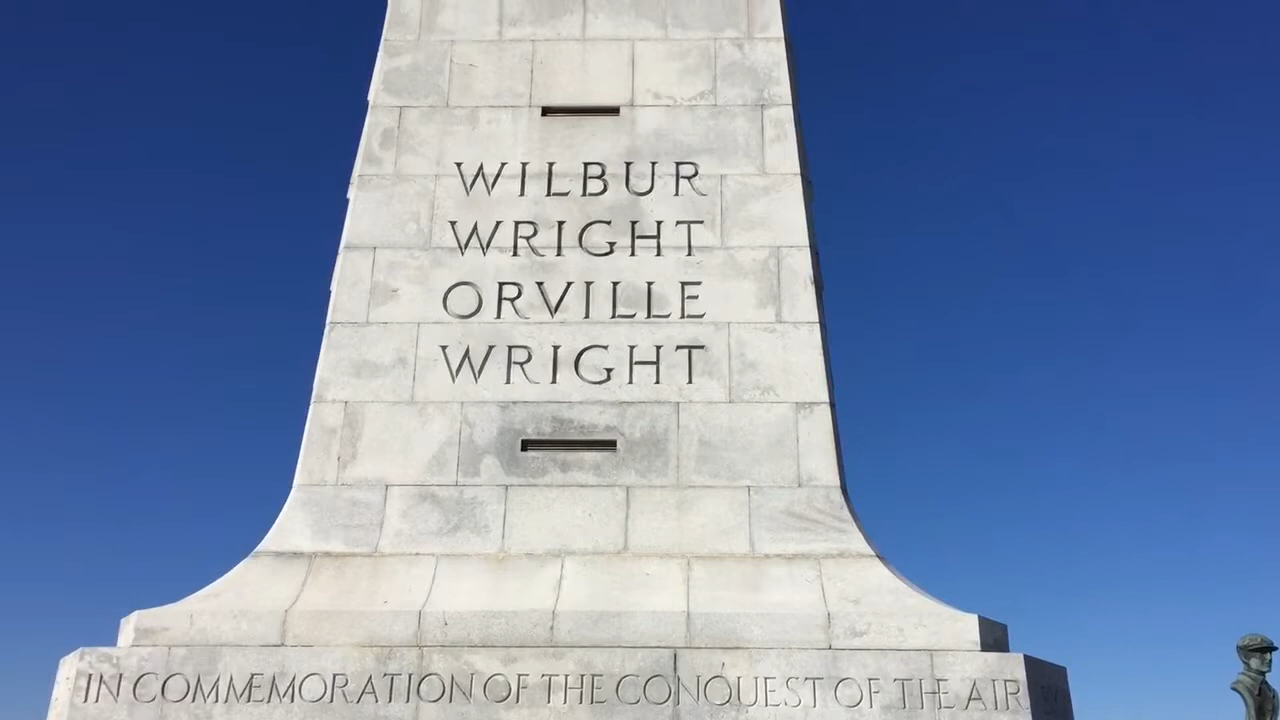 WILBUR
WRIGHT
ORVILLE
WRIGHT
IN COMMEMORATION OF THE CONQUEST OF THE AIR